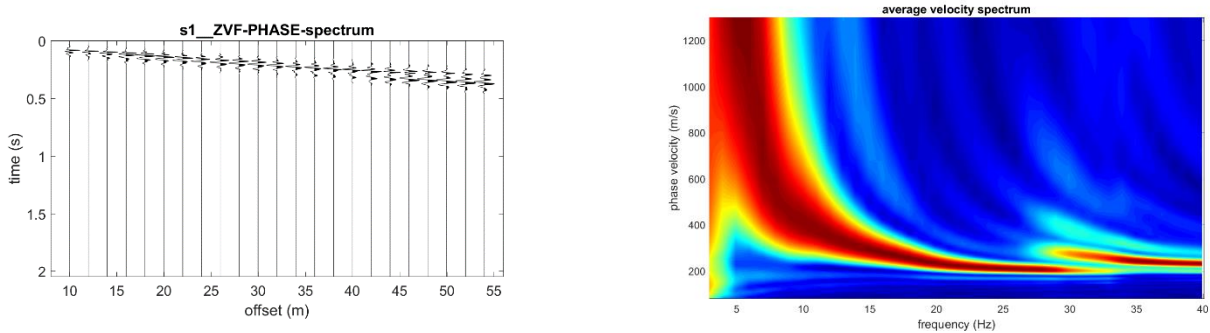 s1__ZVF-PHASE-spectrum
0
0.5
1
1.5
2
time (s)
10 15 20 25 30 35 40 45 50 55
offset (m)
average velocity spectrum
1200
1000
800
600
400
200
phase velocity (m/s)
5 10 15 20 25 30 35 40
frequency (Hz)